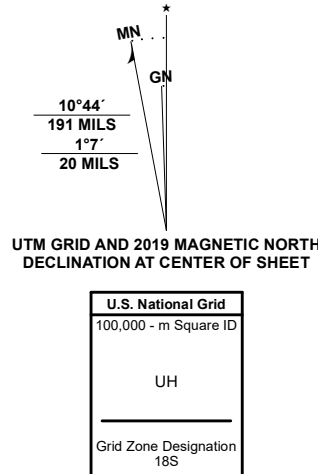 ★
MN
GN
10°44´
191 MILS
1°7´
20 MILS
UTM GRID AND 2019 MAGNETIC NORTH
DECLINATION AT CENTER OF SHEET
U.S. National Grid
100,000 - m Square ID
UH
Grid Zone Designation
18S